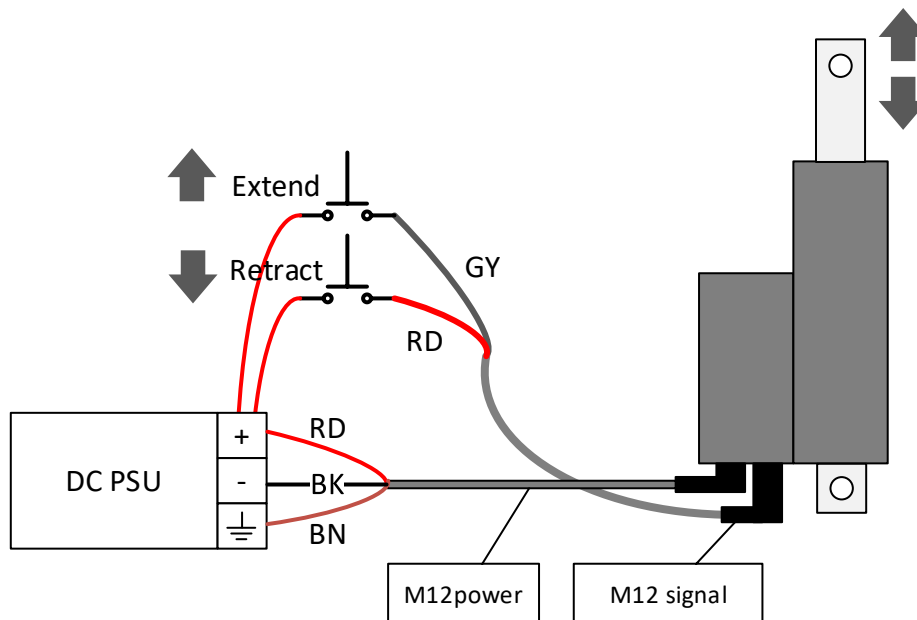 Extend
Retract
GY
RD
RD
DC PSU
+
-
BK
BN
M12power
M12 signal